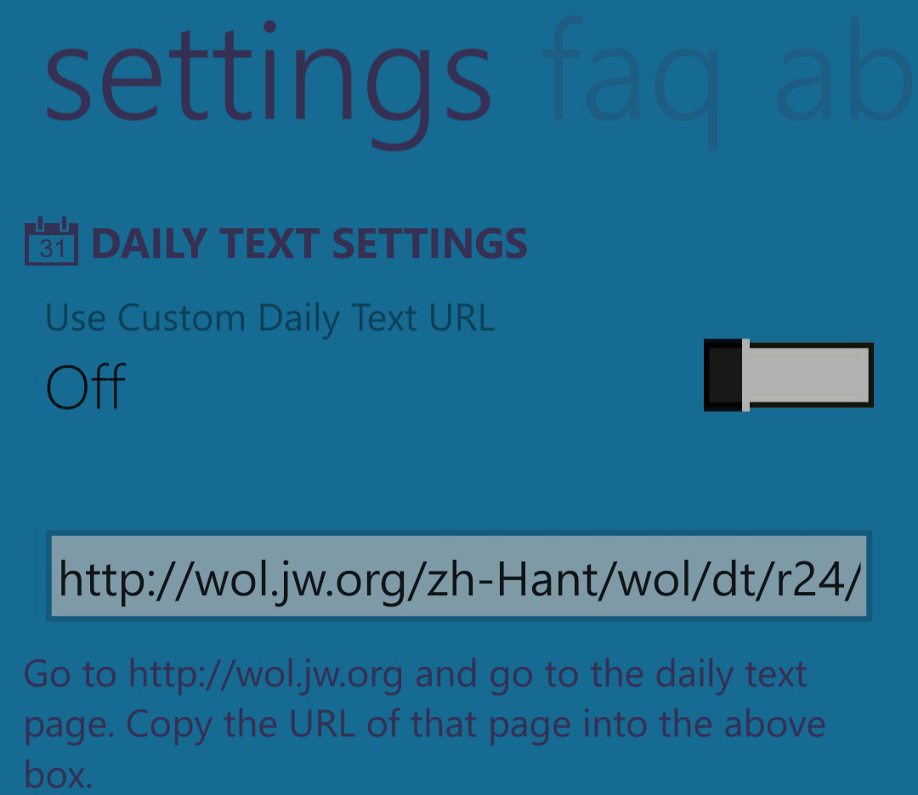 settings faq ab
31 DAILY TEXT SETTINGS
Use Custom Daily Text URL
Off
http://wol.jw.org/zh-Hant/wol/dt/r24/
Go to http://wol.jw.org and go to the daily text
page. Copy the URL of that page into the above
box.